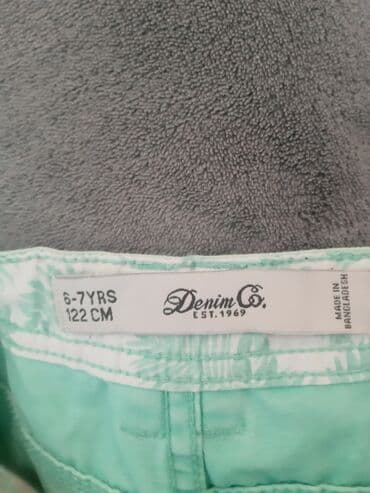 6-7YRS
122 CM
Denim Co.
EST.1969
MADE IN
BANGLADESH